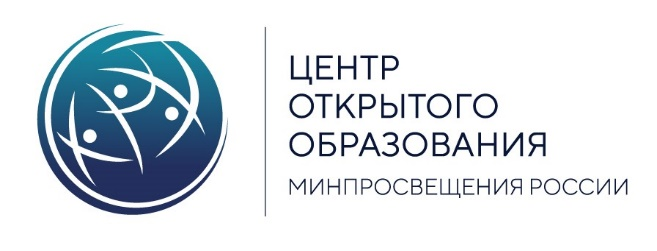 ЦЕНТР
ОТКРЫТОГО
ОБРАЗОВАНИЯ
МИНПРОСВЕЩЕНИЯ РОССИИ